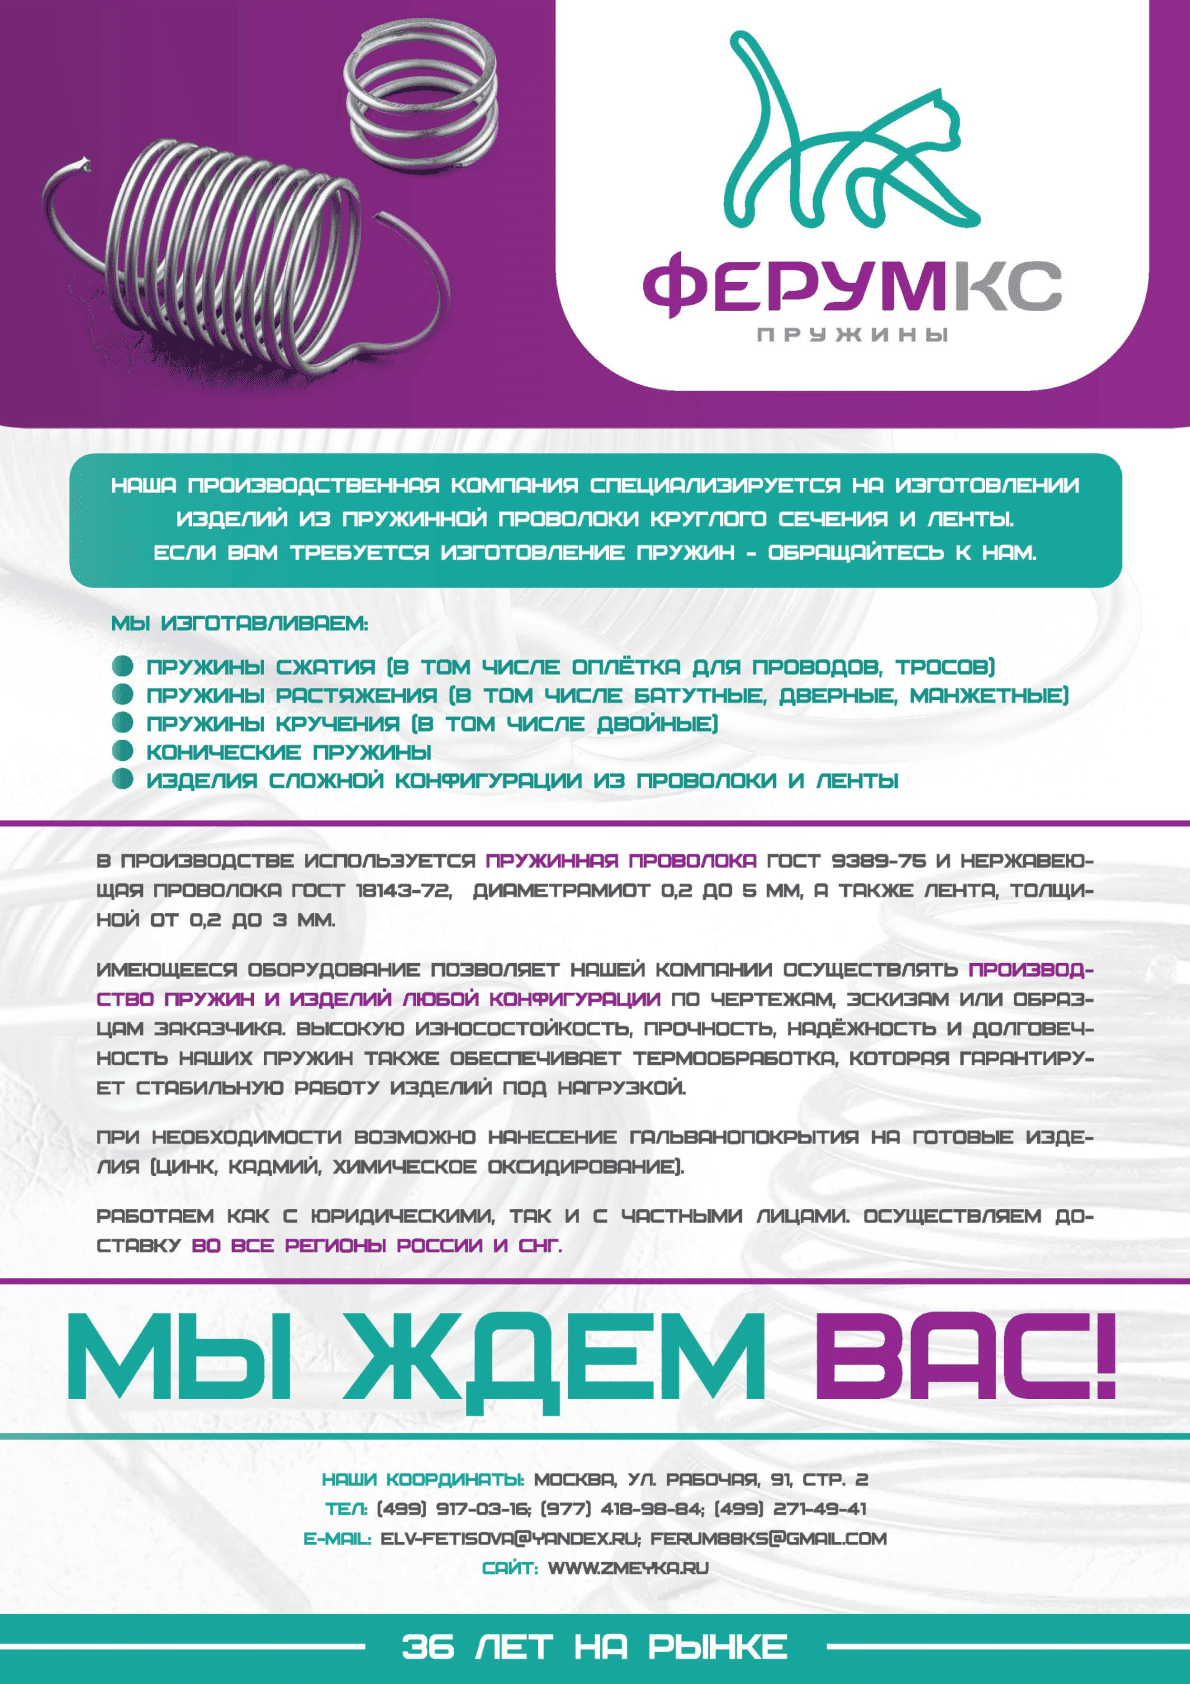 ФЕРУМКС
ПРУЖИНЫ
НАША ПРОИЗВОДСТВЕННАЯ КОМПАНИЯ СПЕЦИАЛИЗИРУЕТСЯ НА ИЗГОТОВЛЕНИИ
ИЗДЕЛИЙ ИЗ ПРУЖИННОЙ ПРОВОЛОКИ КРУГЛОГО СЕЧЕНИЯ И ЛЕНТЫ.
ЕСЛИ ВАМ ТРЕБУЕТСЯ ИЗГОТОВЛЕНИЕ ПРУЖИН - ОБРАЩАЙТЕСЬ К НАМ.
МЫ ИЗГОТАВЛИВАЕМ:
ПРУЖИНЫ СЖАТИЯ (В ТОМ ЧИСЛЕ ОПЛЁТКА ДЛЯ ПРОВОДОВ, ТРОСОВ)
ПРУЖИНЫ РАСТЯЖЕНИЯ (В ТОМ ЧИСЛЕ БАТУТНЫЕ, ДВЕРНЫЕ, МАНЖЕТНЫЕ)
ПРУЖИНЫ КРУЧЕНИЯ (В ТОМ ЧИСЛЕ ДВОЙНЫЕ)
КОНИЧЕСКИЕ ПРУЖИНЫ
ИЗДЕЛИЯ СЛОЖНОЙ КОНФИГУРАЦИИ ИЗ ПРОВОЛОКИ И ЛЕНТЫ
В ПРОИЗВОДСТВЕ ИСПОЛЬЗУЕТСЯ ПРУЖИННАЯ ПРОВОЛОКА ГОСТ 9389-75 И НЕРЖАВЕЮ-
ЩАЯ ПРОВОЛОКА ГОСТ 18143-72, ДИАМЕТРАМИОТ 0,2 ДО 5 ММ, А ТАКЖЕ ЛЕНТА, ТОЛЩИ-
НОЙ ОТ 0,2 ДО 3 ММ.
ИМЕЮЩЕЕСЯ ОБОРУДОВАНИЕ ПОЗВОЛЯЕТ НАШЕЙ КОМПАНИИ ОСУЩЕСТВЛЯТЬ ПРОИЗВОД-
СТВО ПРУЖИН И ИЗДЕЛИЙ ЛЮБОЙ КОНФИГУРАЦИИ ПО ЧЕРТЕЖАМ, ЭСКИЗАМ ИЛИ ОБРАЗ-
ЦАМ ЗАКАЗЧИКА. ВЫСОКУЮ ИЗНОСОСТОЙКОСТЬ, ПРОЧНОСТЬ, НАДЁЖНОСТЬ И ДОЛГОВЕЧ-
НОСТЬ НАШИХ ПРУЖИН ТАКЖЕ ОБЕСПЕЧИВАЕТ ТЕРМООБРАБОТКА, КОТОРАЯ ГАРАНТИРУ-
ЕТ СТАБИЛЬНУЮ РАБОТУ ИЗДЕЛИЙ ПОД НАГРУЗКОЙ.
ПРИ НЕОБХОДИМОСТИ ВОЗМОЖНО НАНЕСЕНИЕ ГАЛЬВАНОПОКРЫТИЯ НА ГОТОВЫЕ ИЗДЕ-
ЛИЯ (ЦИНК, КАДМИЙ, ХИМИЧЕСКОЕ ОКСИДИРОВАНИЕ).
РАБОТАЕМ КАК С ЮРИДИЧЕСКИМИ, ТАК И С ЧАСТНЫМИ ЛИЦАМИ. ОСУЩЕСТВЛЯЕМ ДО-
СТАВКУ ВО ВСЕ РЕГИОНЫ РОССИИ И СНГ.
МЫ ЖДЕМ ВАС!
НАШИ КООРДИНАТЫ: МОСКВА, УЛ. РАБОЧАЯ, 91, СТР. 2
ТЕЛ: (499) 917-03-16; (977) 418-98-84; (499) 271-49-41
E-MAIL: ELV-FETISOVA@YANDEX.RU; FERUM88KS@GMAIL.COM
САЙТ: WWW.ZMEYKA.RU
36 ЛЕТ НА РЫНКЕ